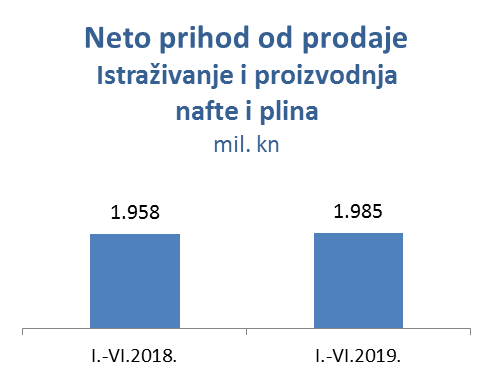 Neto prihod od prodaje
Istraživanje i proizvodnja
nafte i plina
mil. kn
1.958
1.985
I.-VI.2018.
I.-VI.2019.